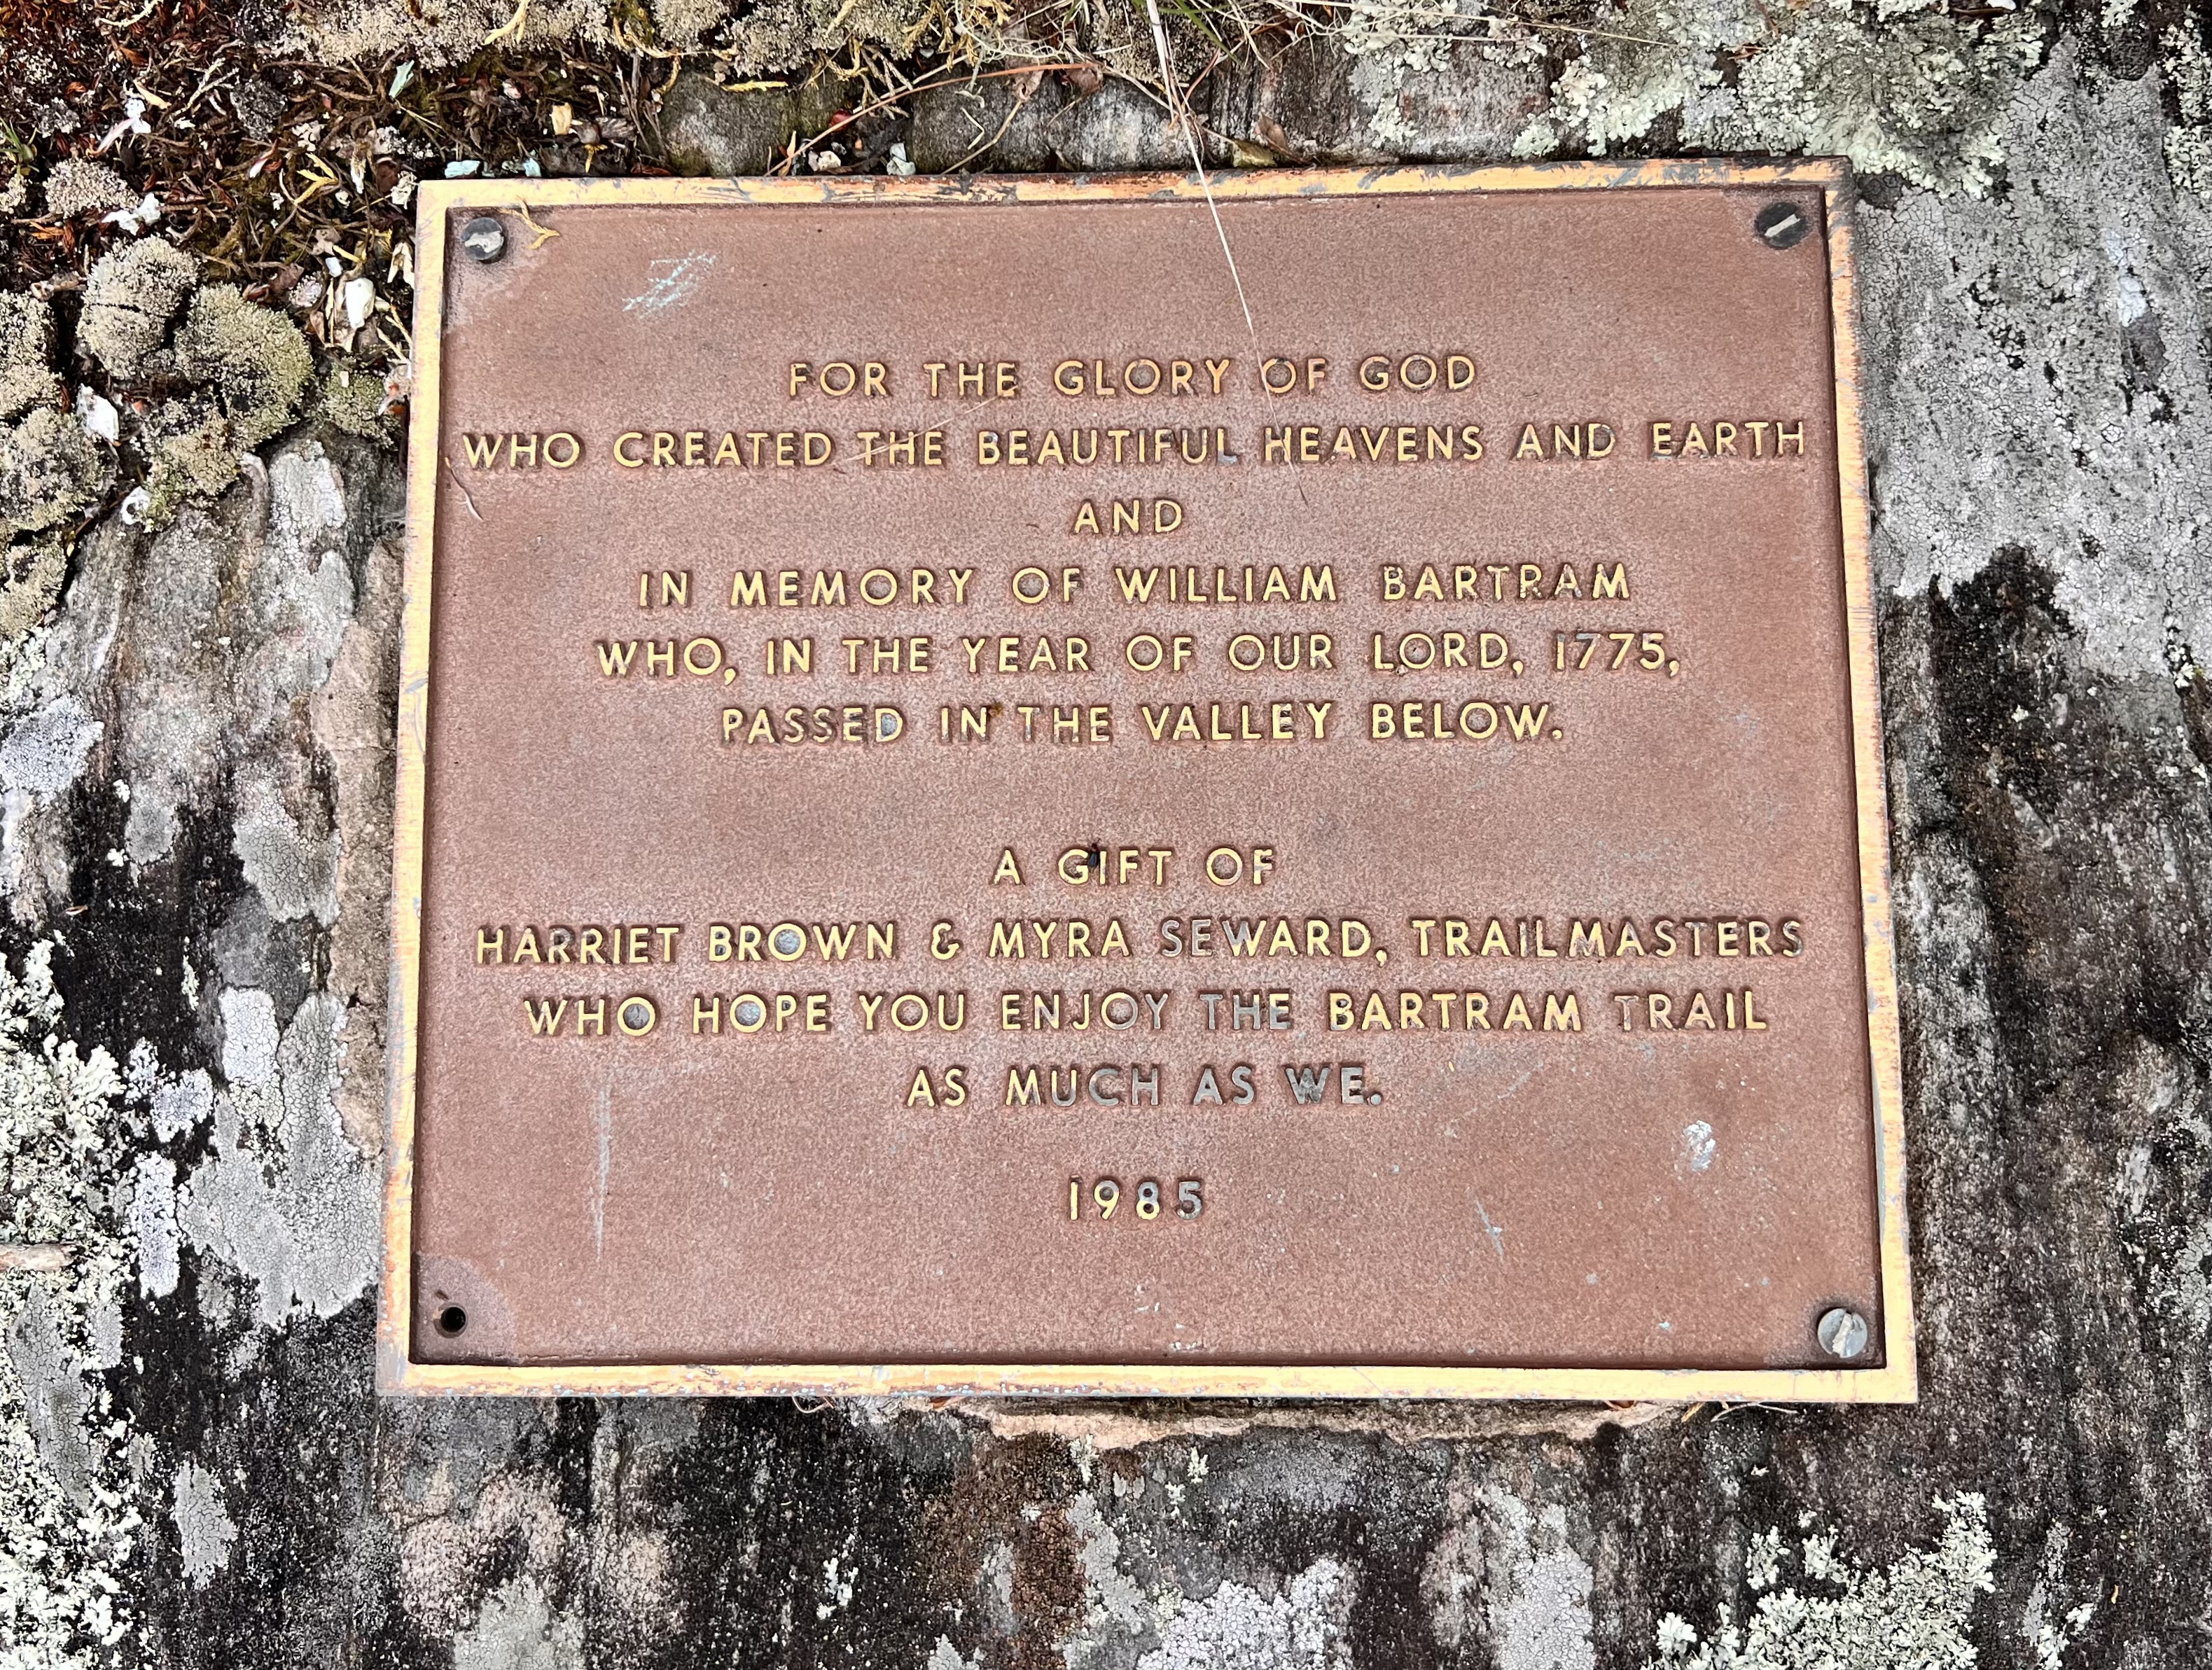 FOR THE GLORY OF GOD
WHO CREATED THE BEAUTIFUL HEAVENS AND EARTH
AND
IN MEMORY OF WILLIAM BARTRAM
WHO, IN THE YEAR OF OUR LORD, 1775,
PASSED IN THE VALLEY BELOW.
A GIFT OF
HARRIET BROWN & MYRA SEWARD, TRAILMASTERS
WHO HOPE YOU ENJOY THE BARTRAM TRAIL
AS MUCH AS WE.
1985